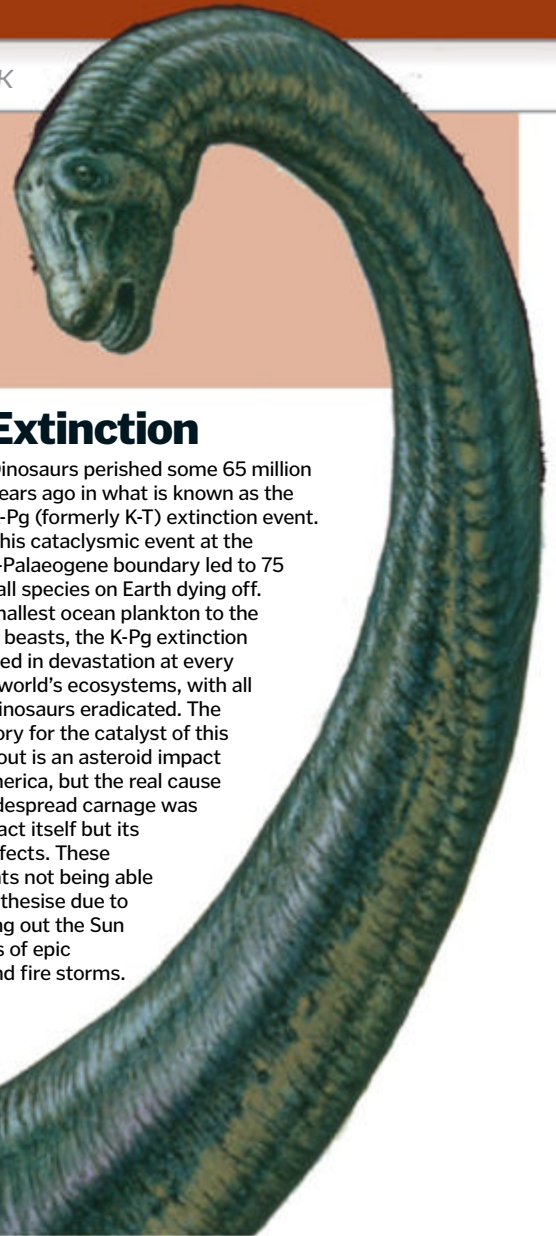 K
Extinction
Dinosaurs perished some 65 million
ears ago in what is known as the
-Pg (formerly K-T) extinction event.
his cataclysmic event at the
-Palaeogene boundary led to 75
all species on Earth dying off.
mallest ocean plankton to the
beasts, the K-Pg extinction
ed in devastation at every
world's ecosystems, with all
inosaurs eradicated. The
ory for the catalyst of this
out is an asteroid impact
merica, but the real cause
despread carnage was
act itself but its
fects. These
nts not being able
thesise due to
ng out the Sun
s of epic
nd fire storms.